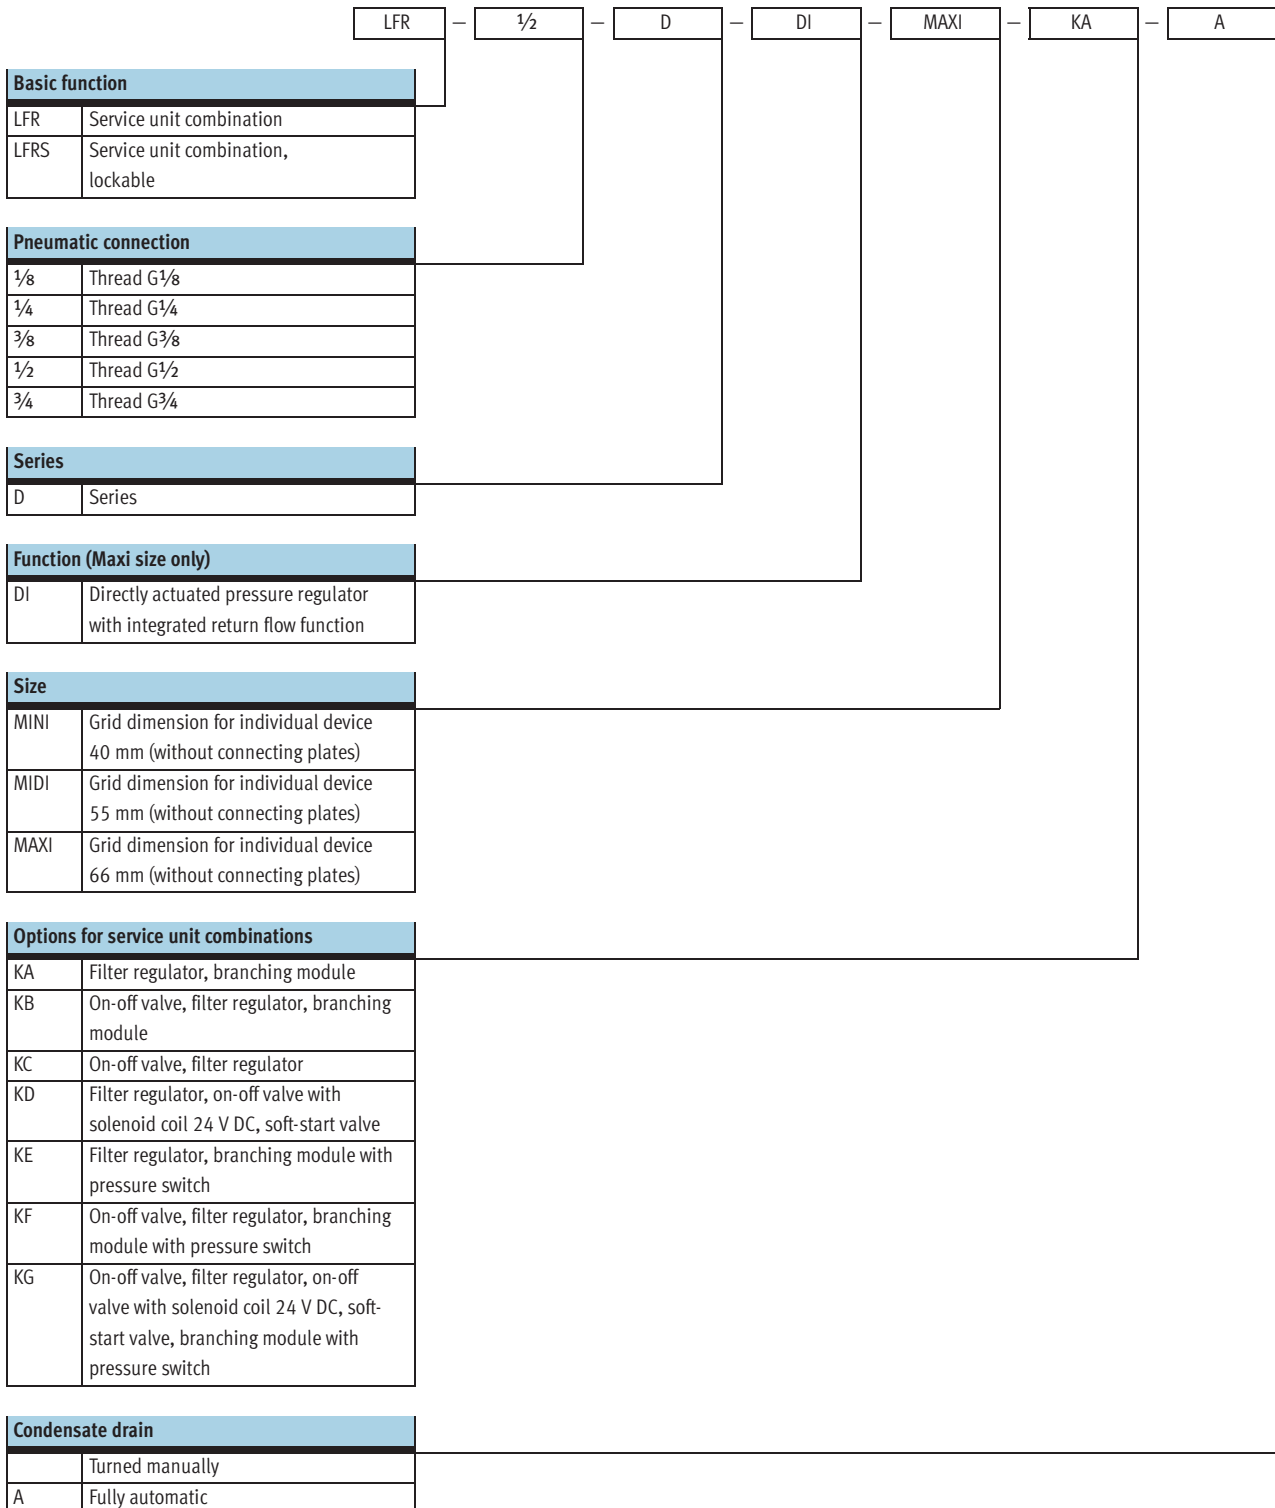 LFR – ½ – D – DI – MAXI – KA – A
Basic function
LFR Service unit combination
LFRS Service unit combination,
lockable
Pneumatic connection
⅛ Thread G⅛
¼ Thread G¼
⅜ Thread G⅜
½ Thread G½
¾ Thread G¾
Series
D Series
Function (Maxi size only)
DI Directly actuated pressure regulator
with integrated return flow function
Size
MINI Grid dimension for individual device
40 mm (without connecting plates)
MIDI Grid dimension for individual device
55 mm (without connecting plates)
MAXI Grid dimension for individual device
66 mm (without connecting plates)
Options for service unit combinations
KA Filter regulator, branching module
KB On-off valve, filter regulator, branching
module
KC On-off valve, filter regulator
KD Filter regulator, on-off valve with
solenoid coil 24 V DC, soft-start valve
KE Filter regulator, branching module with
pressure switch
KF On-off valve, filter regulator, branching
module with pressure switch
KG On-off valve, filter regulator, on-off
valve with solenoid coil 24 V DC, soft-
start valve, branching module with
pressure switch
Condensate drain
Turned manually
A Fully automatic